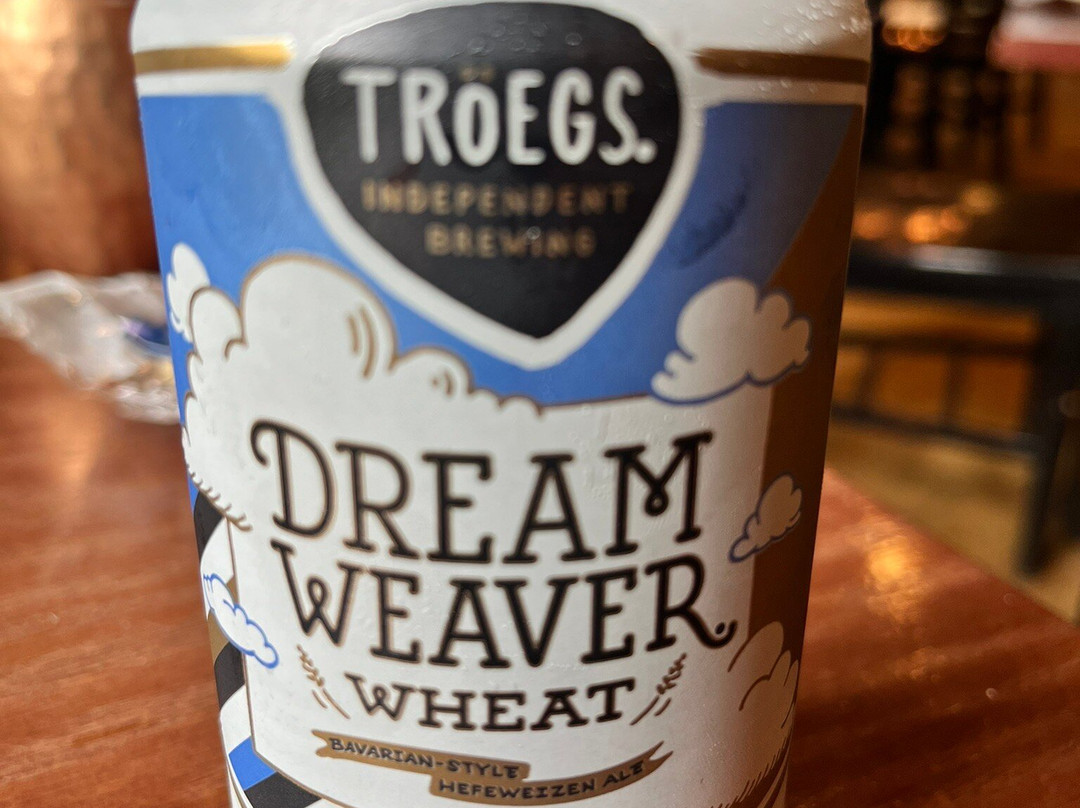 TRÖEGS.
INDEPENDENT
BREWING
DREAM
WEAVER.
WHEAT
BAVARIAN-STYLE
HEFEWEIZEN ALE